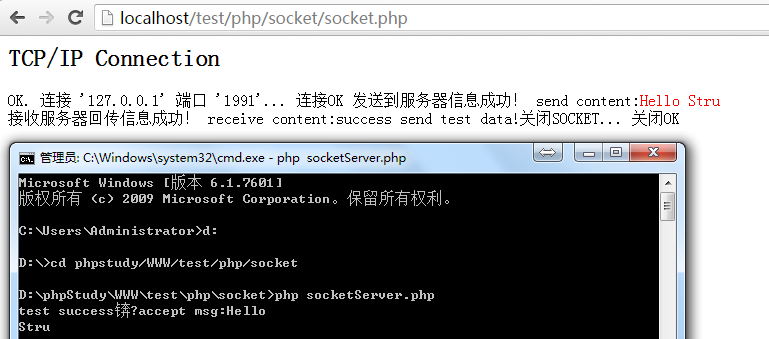 localhost/test/php/socket/socket.php
TCP/IP Connection
OK. 连接 '127.0.0.1' 端口 '1991'... 连接OK 发送到服务器信息成功！ send content:Hello Stru
接收服务器回传信息成功！ receive content:success send test data!关闭SOCKET... 关闭OK
管理员: C:\Windows\system32\cmd.exe - php  socketServer.php
Microsoft Windows [版本 6.1.7601]
版权所有 (c) 2009 Microsoft Corporation。保留所有权利。
C:\Users\Administrator>d:
D:\>cd phpstudy/WWW/test/php/socket
D:\phpStudy\WWW\test\php\socket>php socketServer.php
test success锛?accept msg:Hello
Stru